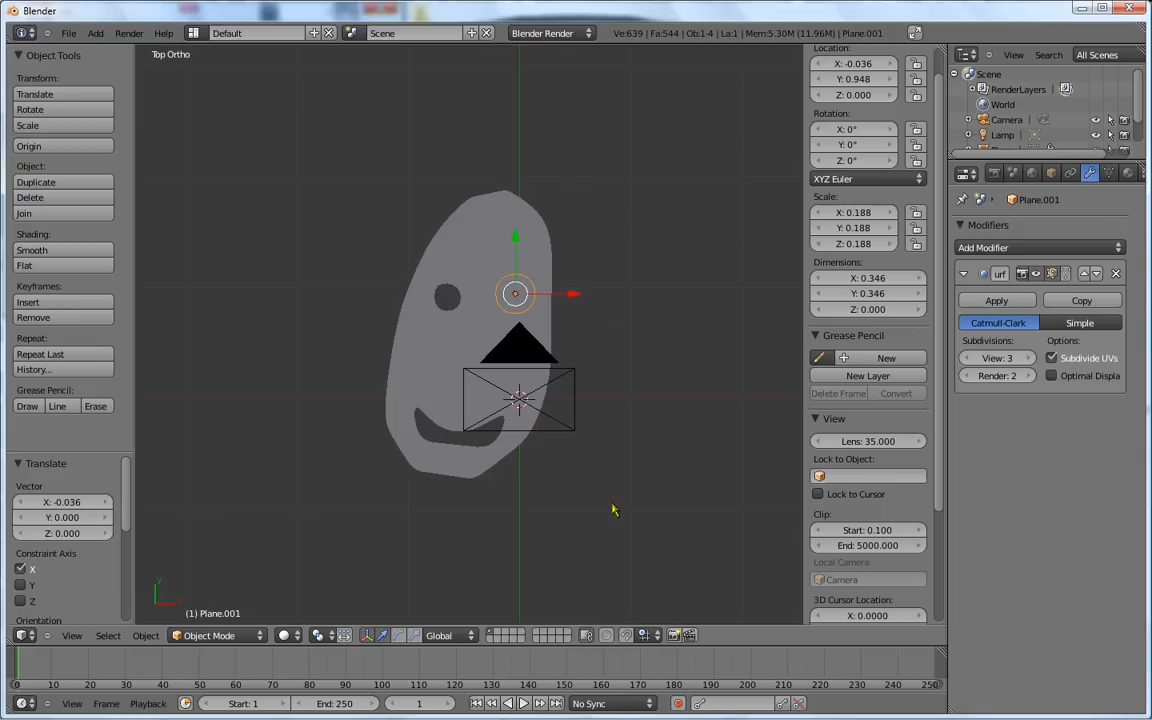 Blender
File Add Render Help Default Scene Blender Render Ve:639 | Fa:544 | Ob:1-4 | La:1 | Mem:5.30M (11.96M) | Plane.001
Object Tools
Transform:
Translate
Rotate
Scale
Origin
Object:
Duplicate
Delete
Join
Shading:
Smooth
Flat
Keyframes:
Insert
Remove
Repeat:
Repeat Last
History...
Grease Pencil:
Draw Line Erase
Translate
Vector
X: -0.036
Y: 0.000
Z: 0.000
Constraint Axis
X
Y
Z
Orientation
Top Ortho
y
(1) Plane.001
Location:
X: -0.036
Y: 0.948
Z: 0.000
Rotation:
X: 0°
Y: 0°
Z: 0°
XYZ Euler
Scale:
X: 0.188
Y: 0.188
Z: 0.188
Dimensions:
X: 0.346
Y: 0.346
Z: 0.000
Grease Pencil
New
New Layer
Delete Frame Convert
View
Lens: 35.000
Lock to Object:
Lock to Cursor
Clip:
Start: 0.100
End: 5000.000
Local Camera:
Camera
3D Cursor Location:
X: 0.0000
View Search All Scenes
Scene
RenderLayers |
World
Camera |
Lamp |
Plane.001
Modifiers
Add Modifier
urf
Apply Copy
Catmull-Clark Simple
Subdivisions: Options:
View: 3 Subdivide UVs
Render: 2 Optimal Displa
View Select Object Object Mode Global
0 10 20 30 40 50 60 70 80 90 100 110 120 130 140 150 160 170 180 190 200 210 220 230 240 250
View Frame Playback Start: 1 End: 250 1 No Sync